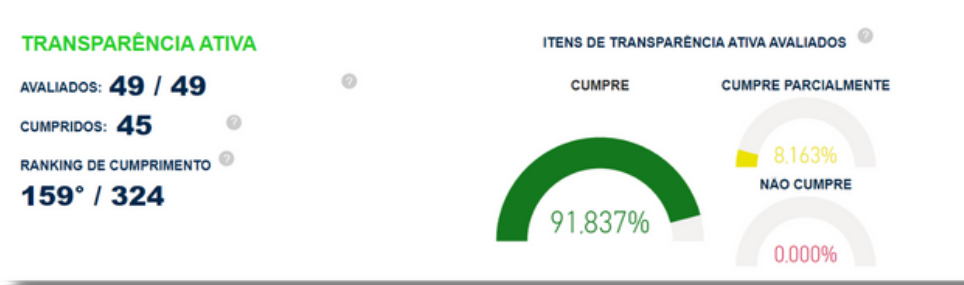 TRANSPARÊNCIA ATIVA
AVALIADOS: 49 / 49
CUMPRIDOS: 45
RANKING DE CUMPRIMENTO
159° / 324
ITENS DE TRANSPARÊNCIA ATIVA AVALIADOS
CUMPRE
91.837%
CUMPRE PARCIALMENTE
8.163%
NÃO CUMPRE
0.000%